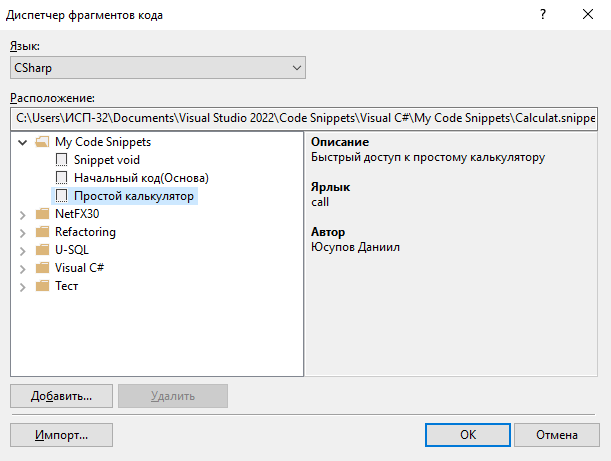 Диспетчер фрагментов кода
?
Язык:
CSharp
Расположение:
C:\Users\ИСП-32\Documents\Visual Studio 2022\Code Snippets\Visual C#\My Code Snippets\Calculat.snippe
My Code Snippets
Snippet void
Начальный код(Основа)
Простой калькулятор
NetFX30
Refactoring
U-SQL
Visual C#
Тест
Описание
Быстрый доступ к простому калькулятору
Ярлык
call
Автор
Юсупов Даниил
Добавить...
Удалить
Импорт...
OK
Отмена